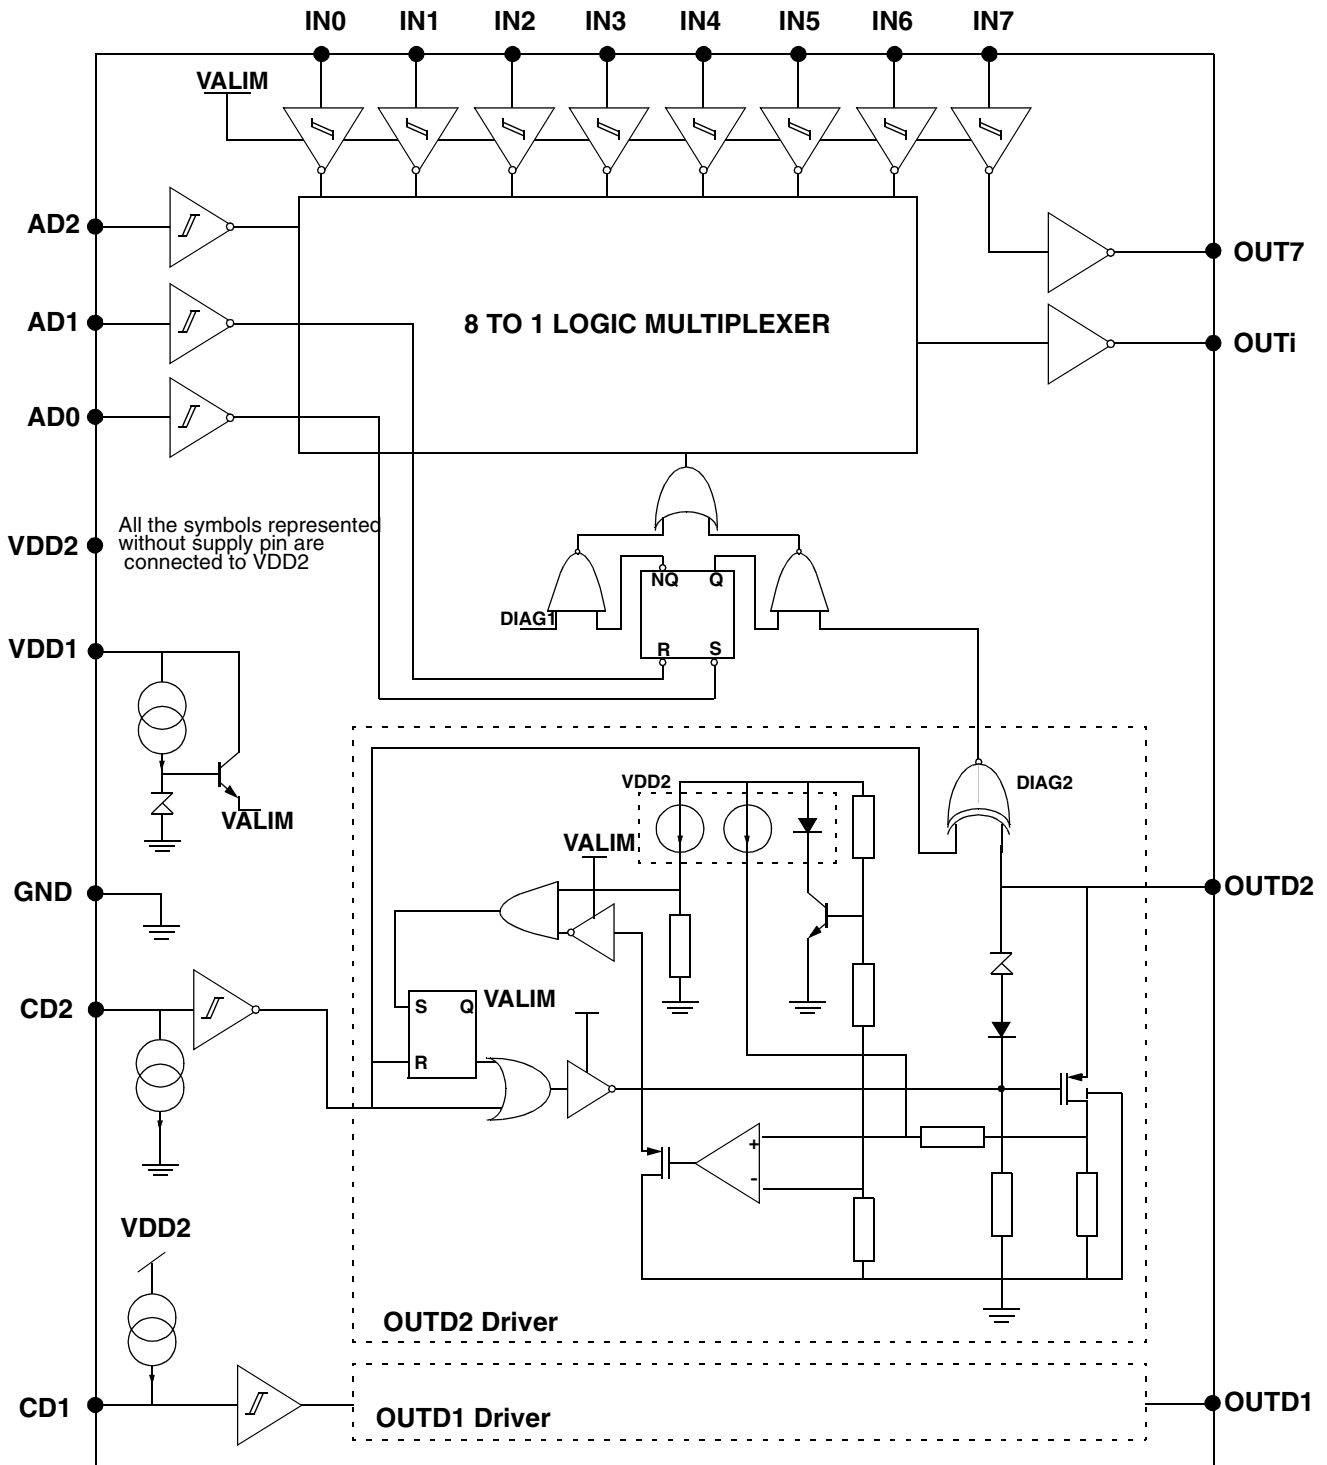 IN0 IN1 IN2 IN3 IN4 IN5 IN6 IN7
VALIM
AD2
OUT7
AD1
8 TO 1 LOGIC MULTIPLEXER
OUTi
AD0
All the symbols represented
without supply pin are
connected to VDD2
VDD2
NQ Q
DIAG1
R S
VDD1
VDD2
DIAG2
VALIM
VALIM
GND
OUTD2
CD2
S Q
VALIM
R
+
-
VDD2
OUTD2 Driver
CD1
OUTD1 Driver
OUTD1